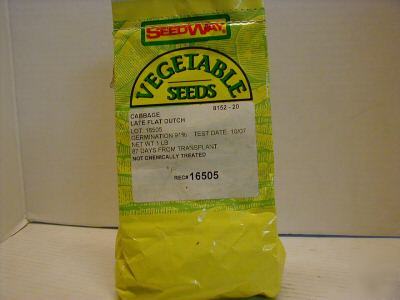 SEEDWAY
VEGETABLE
SEEDS
CABBAGE 8152 - 20
LATE FLAT DUTCH
LOT: 16505
GERMINATION 91% TEST DATE: 10/07
NET WT 1 LB
87 DAYS FROM TRANSPLANT
NOT CHEMICALLY TREATED
REC# 16505